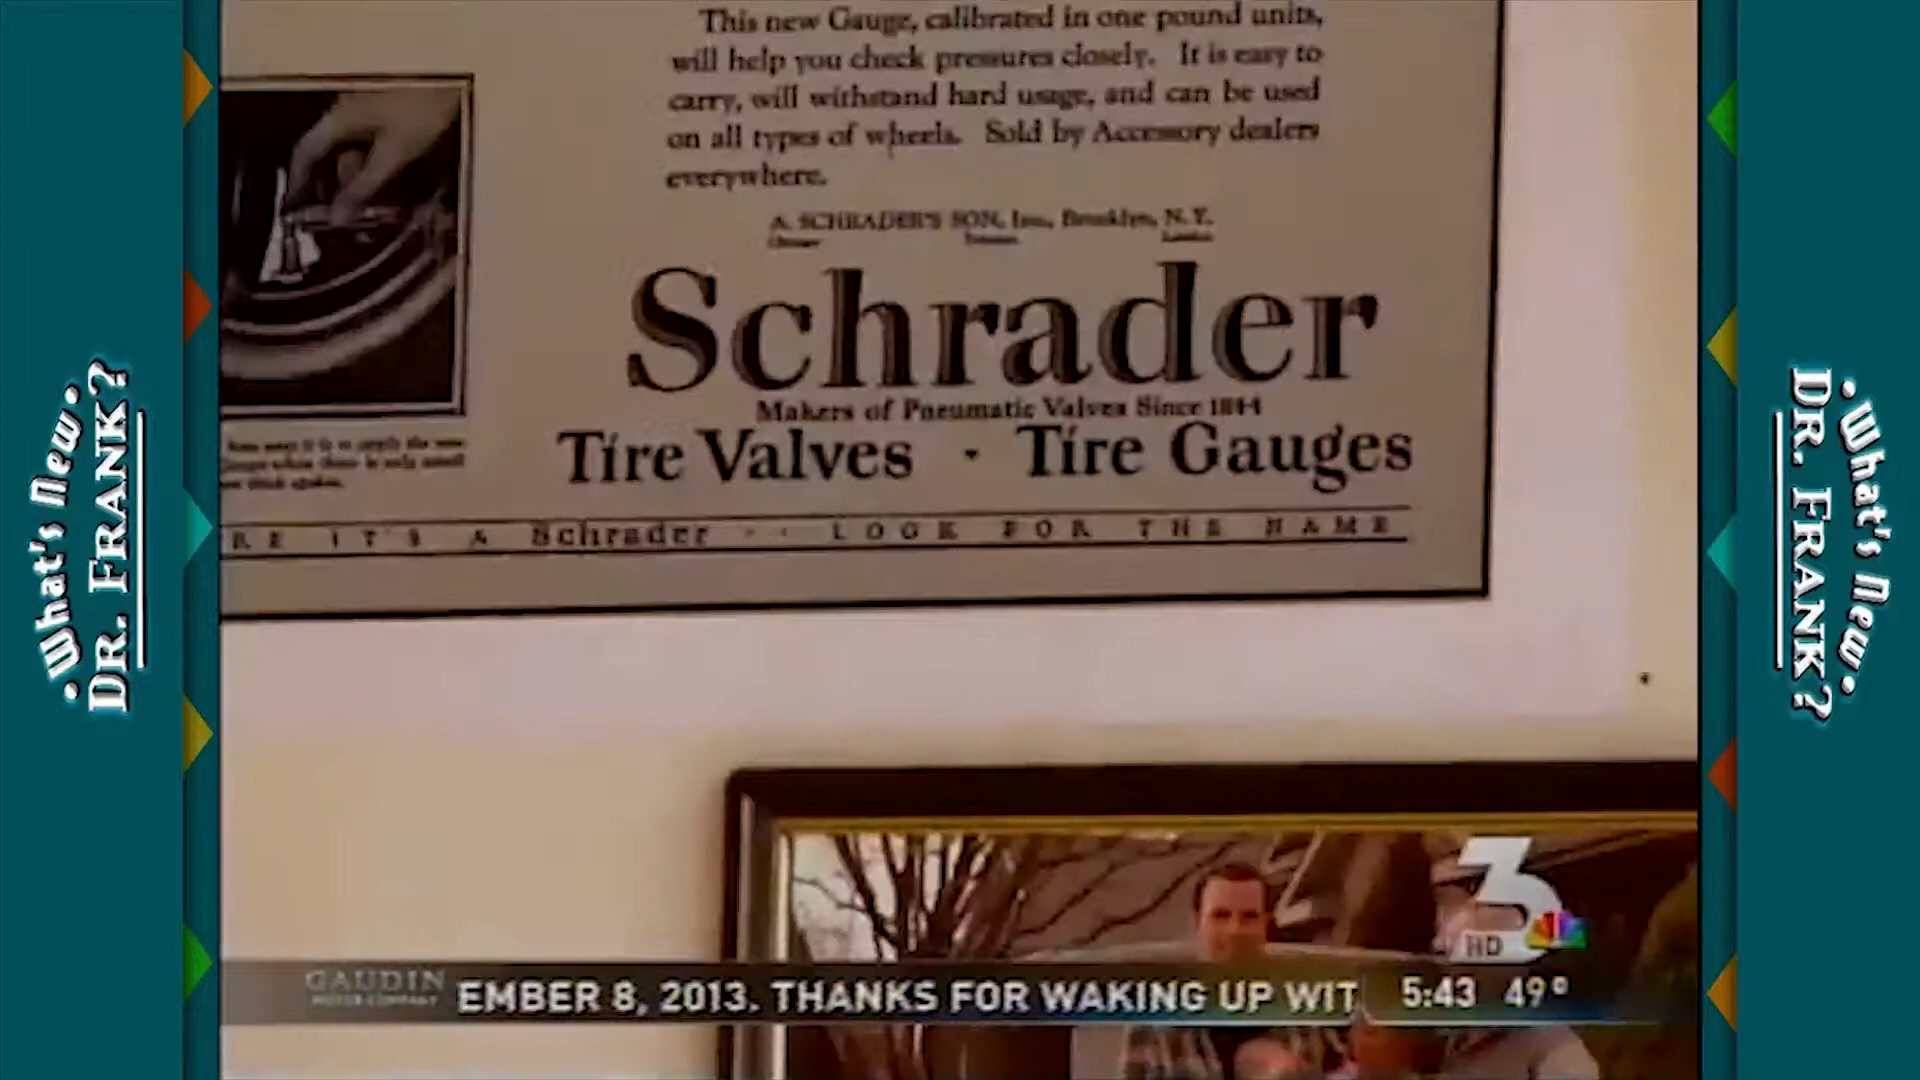 This new Gauge, calibrated in one pound units,
will help you check pressures closely. It is easy to
carry, will withstand hard usage, and can be used
on all types of wheels. Sold by Accessory dealers
everywhere.
A. SCHRADER'S SON, Inc., Brooklyn, N. Y.
Schrader
Makers of Pneumatic Valves Since 1844
Tire Valves · Tire Gauges
RE IT'S A Schrader · · LOOK FOR THE NAME
·What's New·
DR. FRANK?
·What's New·
DR. FRANK?
3
HD
GAUDIN
MOTOR COMPANY
EMBER 8, 2013. THANKS FOR WAKING UP WIT
5:43 49°